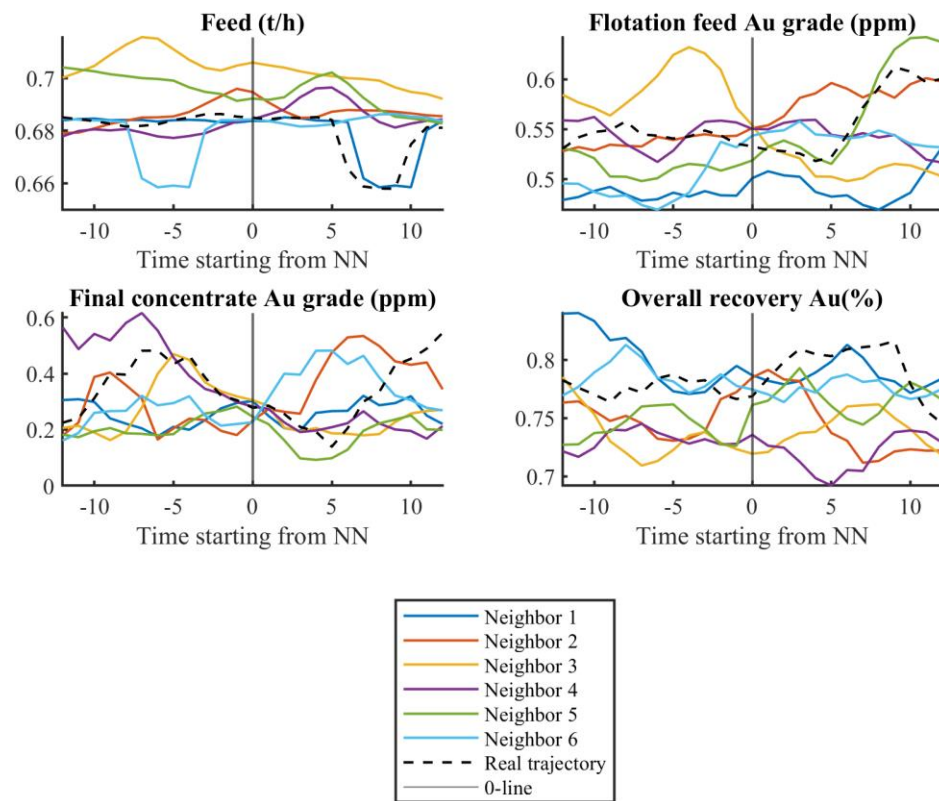 Feed (t/h)
0.7
0.68
0.66
-10 -5 0 5 10
Time starting from NN
Flotation feed Au grade (ppm)
0.6
0.55
0.5
-10 -5 0 5 10
Time starting from NN
Final concentrate Au grade (ppm)
0.6
0.4
0.2
0
-10 -5 0 5 10
Time starting from NN
Overall recovery Au(%)
0.8
0.75
0.7
-10 -5 0 5 10
Time starting from NN
Neighbor 1
Neighbor 2
Neighbor 3
Neighbor 4
Neighbor 5
Neighbor 6
Real trajectory
0-line